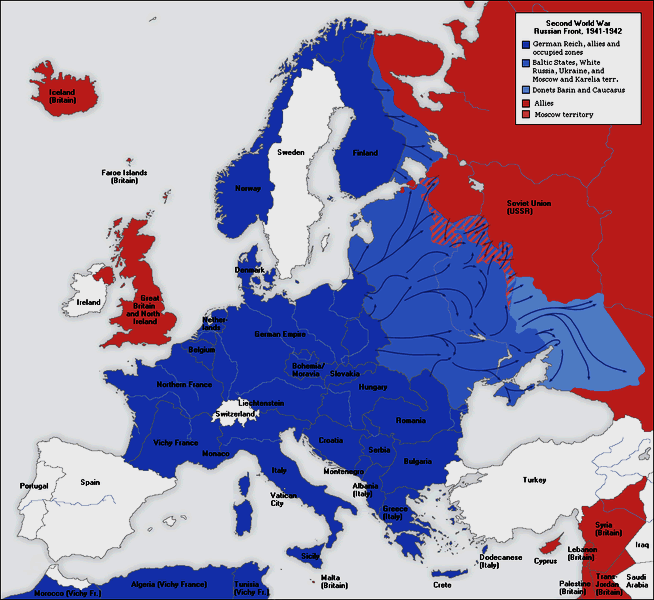 Second World War
Russian Front, 1941-1942
German Reich, allies and
occupied zones
Baltic States, White
Russia, Ukraine, and
Moscow and Karelia terr.
Donets Basin and Caucasus
Allies
Moscow territory
Iceland
(Britain)
Faroe Islands
(Britain)
Sweden
Finland
Norway
Soviet Union
(USSR)
Denmark
Ireland
Great
Britain
and North
Ireland
Nether-
lands
German Empire
Belgium
Bohemia/
Moravia
Slovakia
Northern France
Hungary
Liechtenstein
Switzerland
Romania
Vichy France
Croatia
Serbia
Monaco
Bulgaria
Italy
Montenegro
Portugal
Spain
Turkey
Albania
(Italy)
Vatican
City
Greece
(Italy)
Syria
(Britain)
Iraq
Sicily
Dodecanese
(Italy)
Cyprus
Lebanon
(Britain)
Malta
(Britain)
Crete
Palestine
(Britain)
Trans-
Jordan
(Britain)
Saudi
Arabia
Morocco (Vichy Fr.)
Algeria (Vichy France)
Tunisia
(Vichy Fr.)